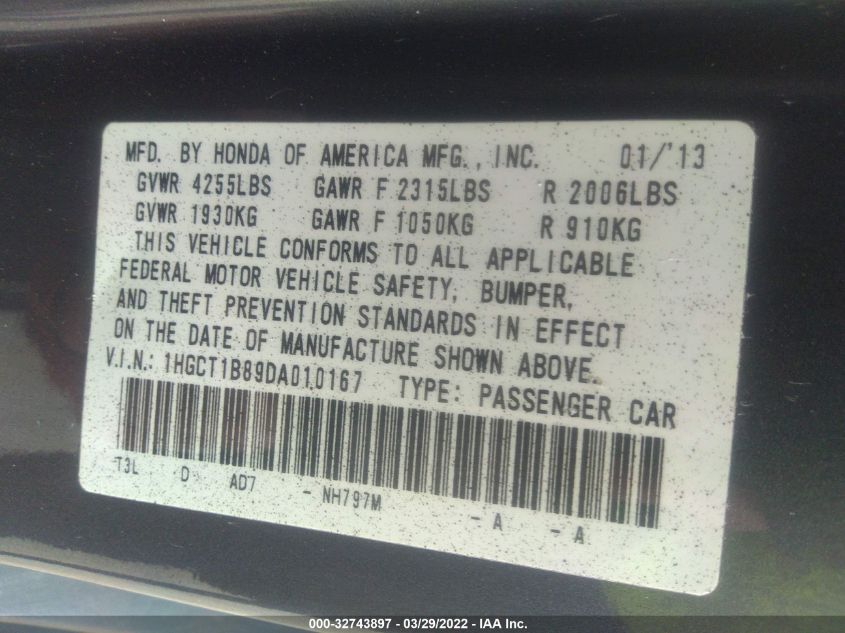 MFD. BY HONDA OF AMERICA MFG., INC. 01/'13
GVWR 4255LBS GAWR F 2315LBS R 2006LBS
GVWR 1930KG GAWR F 1050KG R 910KG
THIS VEHICLE CONFORMS TO ALL APPLICABLE
FEDERAL MOTOR VEHICLE SAFETY, BUMPER,
AND THEFT PREVENTION STANDARDS IN EFFECT
ON THE DATE OF MANUFACTURE SHOWN ABOVE.
V.I.N.: 1HGCT1B89DA010167 TYPE: PASSENGER CAR
T3L D AD7 - NH797M - A - A
000-32743897 - 03/29/2022 - IAA Inc.